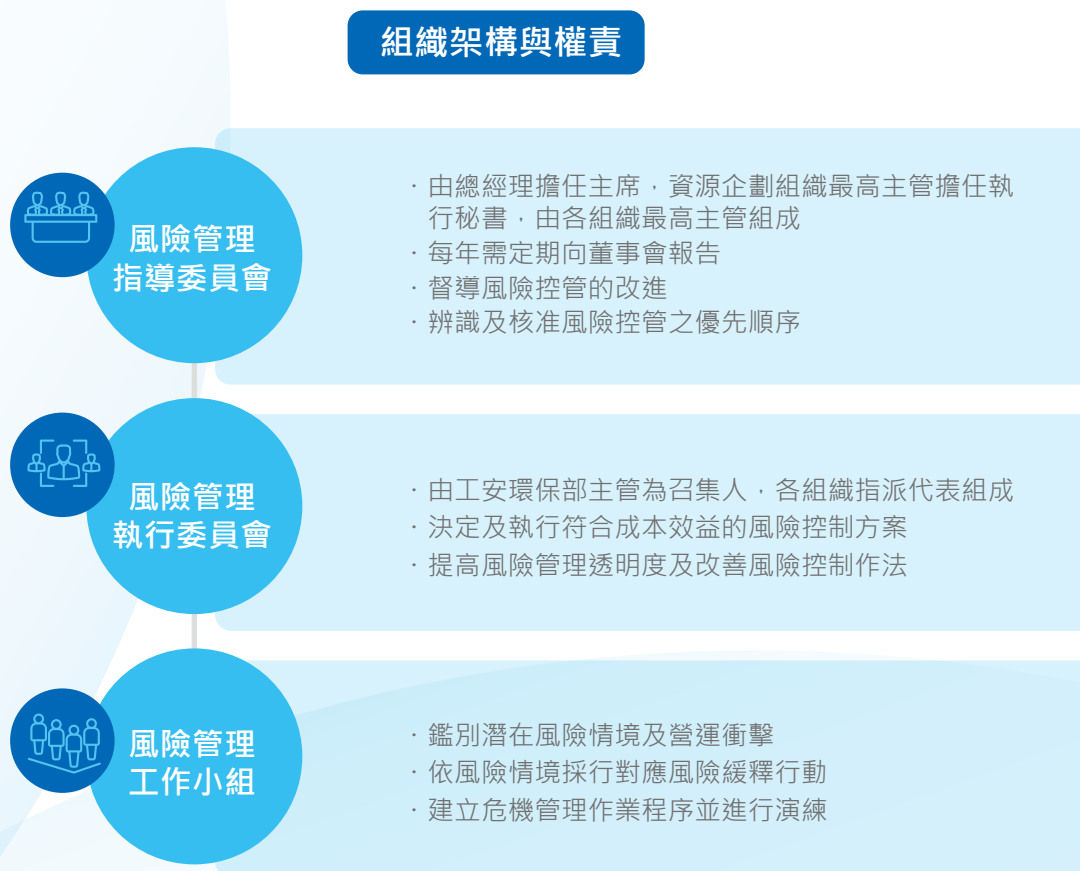 組織架構與權責
風險管理
指導委員會
·由總經理擔任主席，資源企劃組織最高主管擔任執
行秘書，由各組織最高主管組成
·每年需定期向董事會報告
·督導風險控管的改進
·辨識及核准風險控管之優先順序
風險管理
執行委員會
·由工安環保部主管為召集人，各組織指派代表組成
·決定及執行符合成本效益的風險控制方案
·提高風險管理透明度及改善風險控制作法
風險管理
工作小組
·鑑別潛在風險情境及營運衝擊
·依風險情境採行對應風險緩釋行動
·建立危機管理作業程序並進行演練